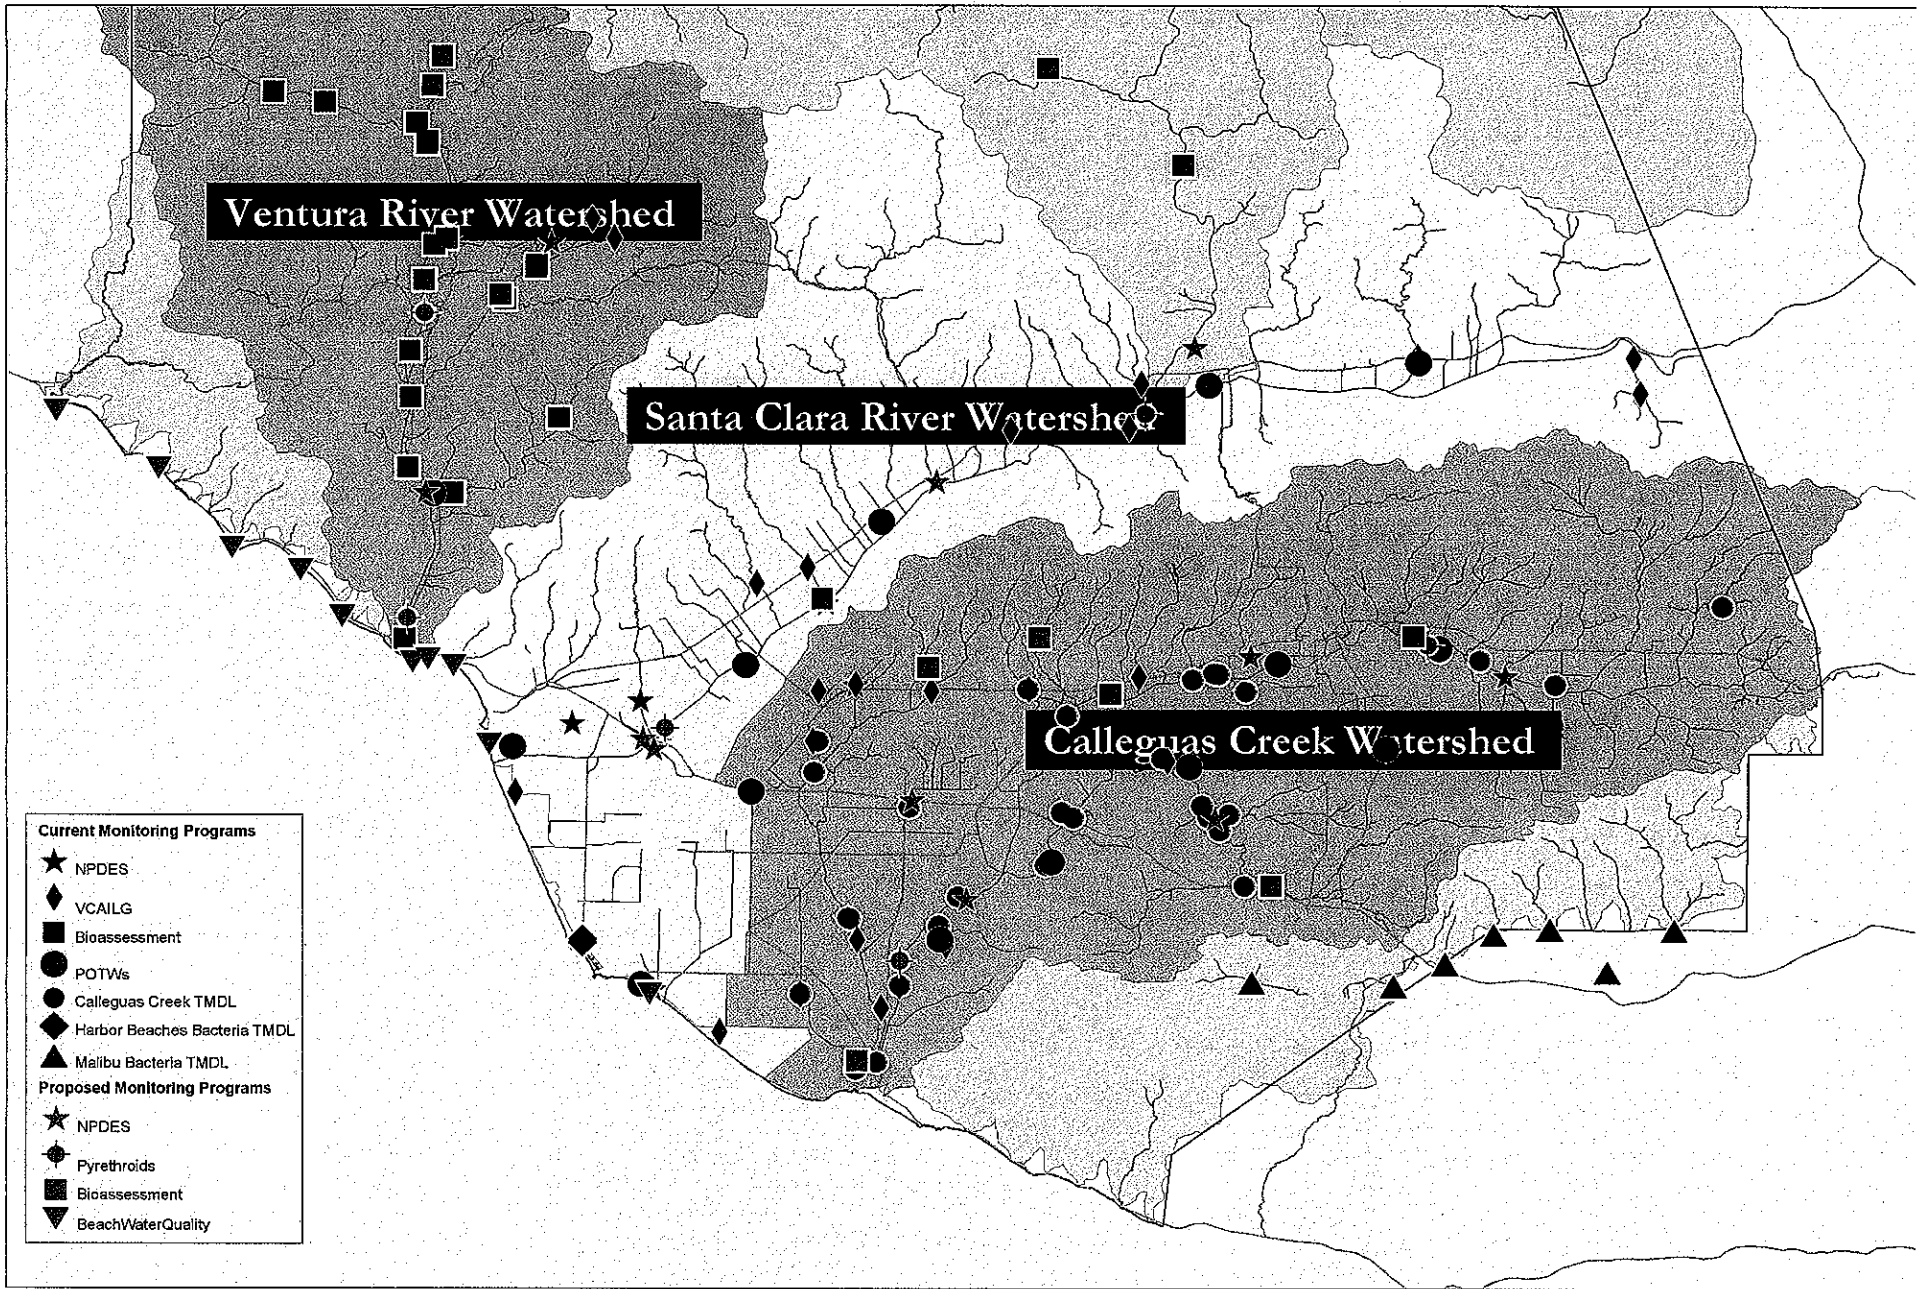 Ventura River Watershed
Santa Clara River Watershed
Calleguas Creek Watershed
Current Monitoring Programs
NPDES
VCAILG
Bioassessment
POTWs
Calleguas Creek TMDL
Harbor Beaches Bacteria TMDL
Malibu Bacteria TMDL
Proposed Monitoring Programs
NPDES
Pyrethroids
Bioassessment
BeachWaterQuality